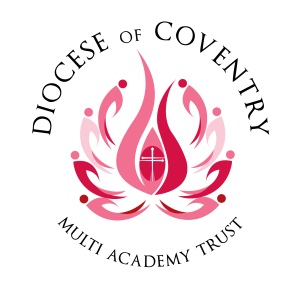 DIOCESE OF COVENTRY
MULTI ACADEMY TRUST